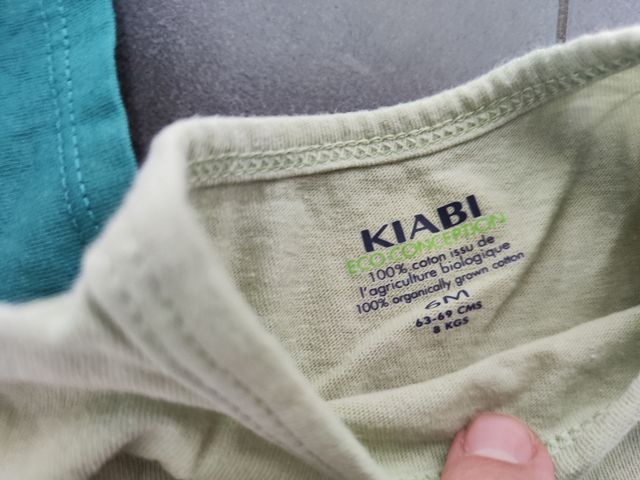 KIABI
ECO-CONCEPTION
100% coton issu de
l'agriculture biologique
100% organically grown cotton
6M
63-69 CMS
8 KGS